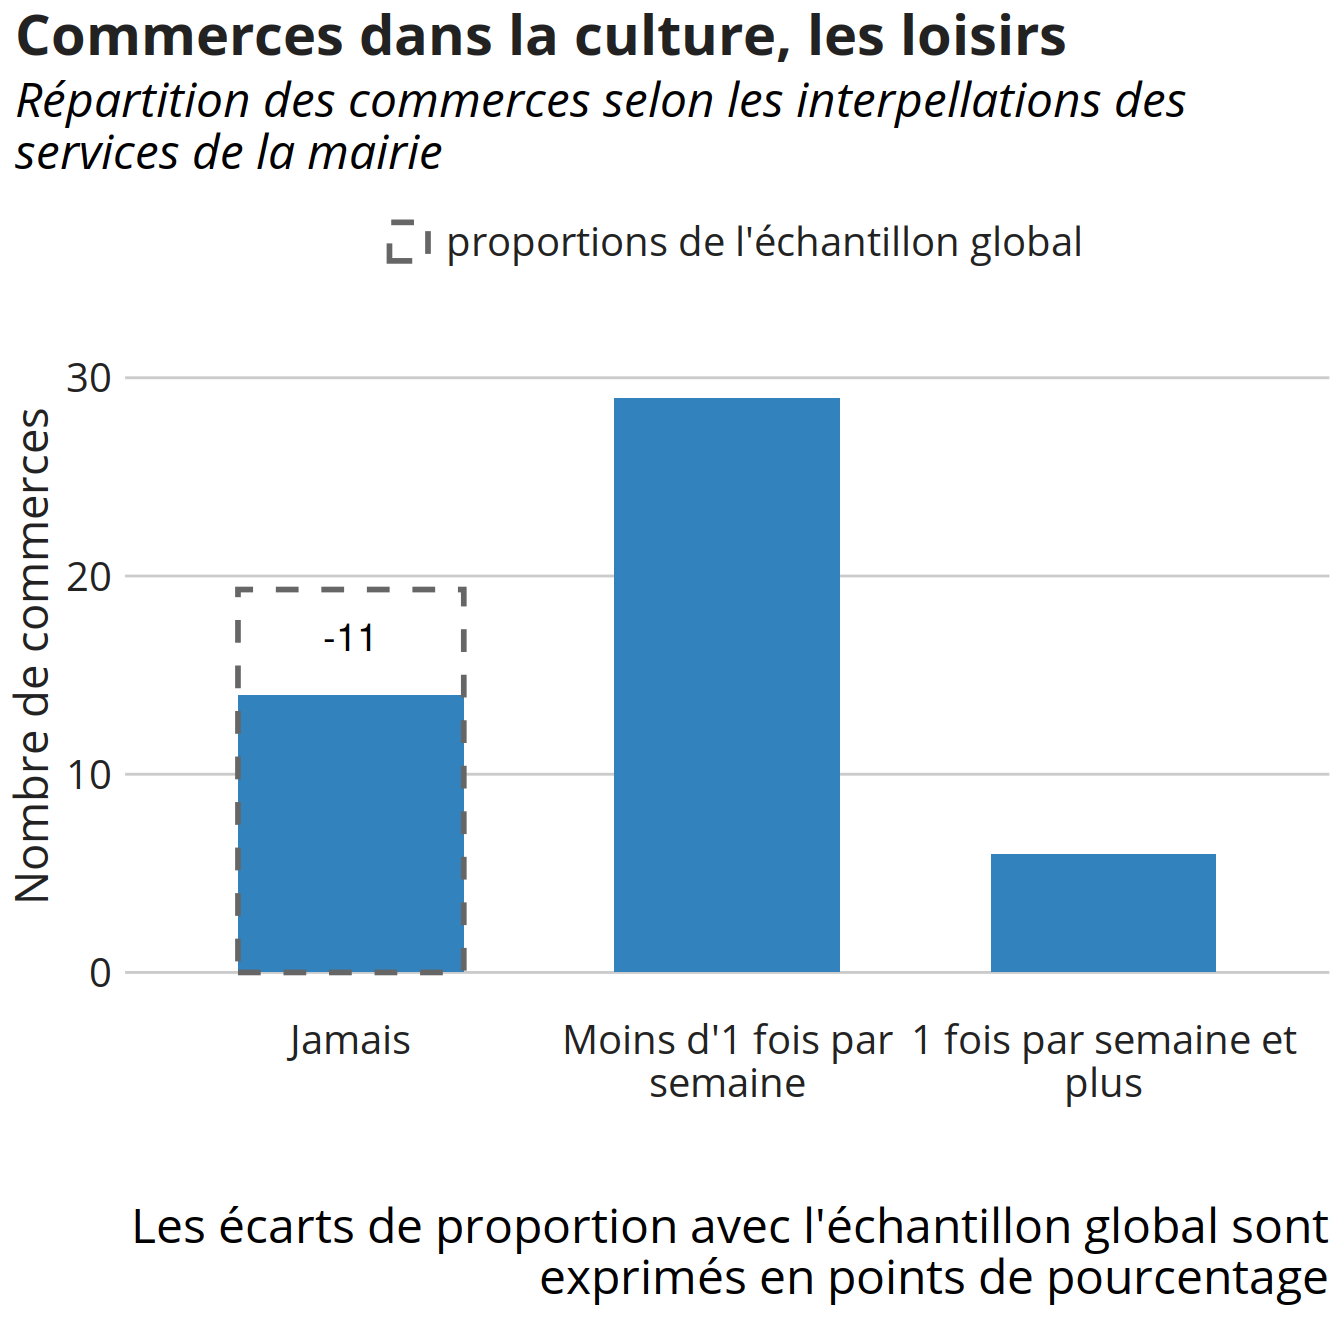 Commerces dans la culture, les loisirs
Répartition des commerces selon les interpellations des
services de la mairie
proportions de l'échantillon global
Nombre de commerces
30
20
10
0
-11
Jamais
Moins d'1 fois par
semaine
1 fois par semaine et
plus
Les écarts de proportion avec l'échantillon global sont
exprimés en points de pourcentage